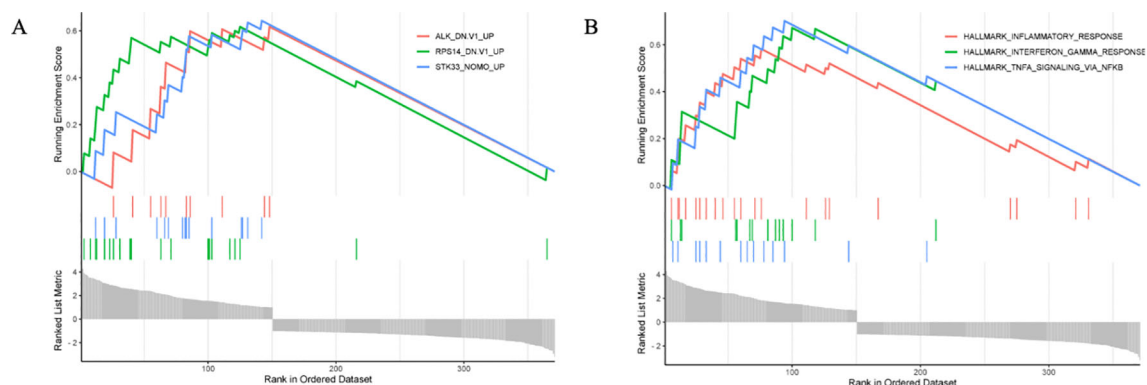 A
B
ALK_DN.V1_UP
RPS14_DN.V1_UP
STK33_NOMO_UP
Running Enrichment Score
0.6
0.4
0.2
0.0
Ranked List Metric
4
2
0
-2
100
200
300
Rank in Ordered Dataset
HALLMARK_INFLAMMATORY_RESPONSE
HALLMARK_INTERFERON_GAMMA_RESPONSE
HALLMARK_TNFA_SIGNALING_VIA_NFKB
Running Enrichment Score
0.6
0.4
0.2
0.0
Ranked List Metric
4
2
0
-2
100
200
300
Rank in Ordered Dataset